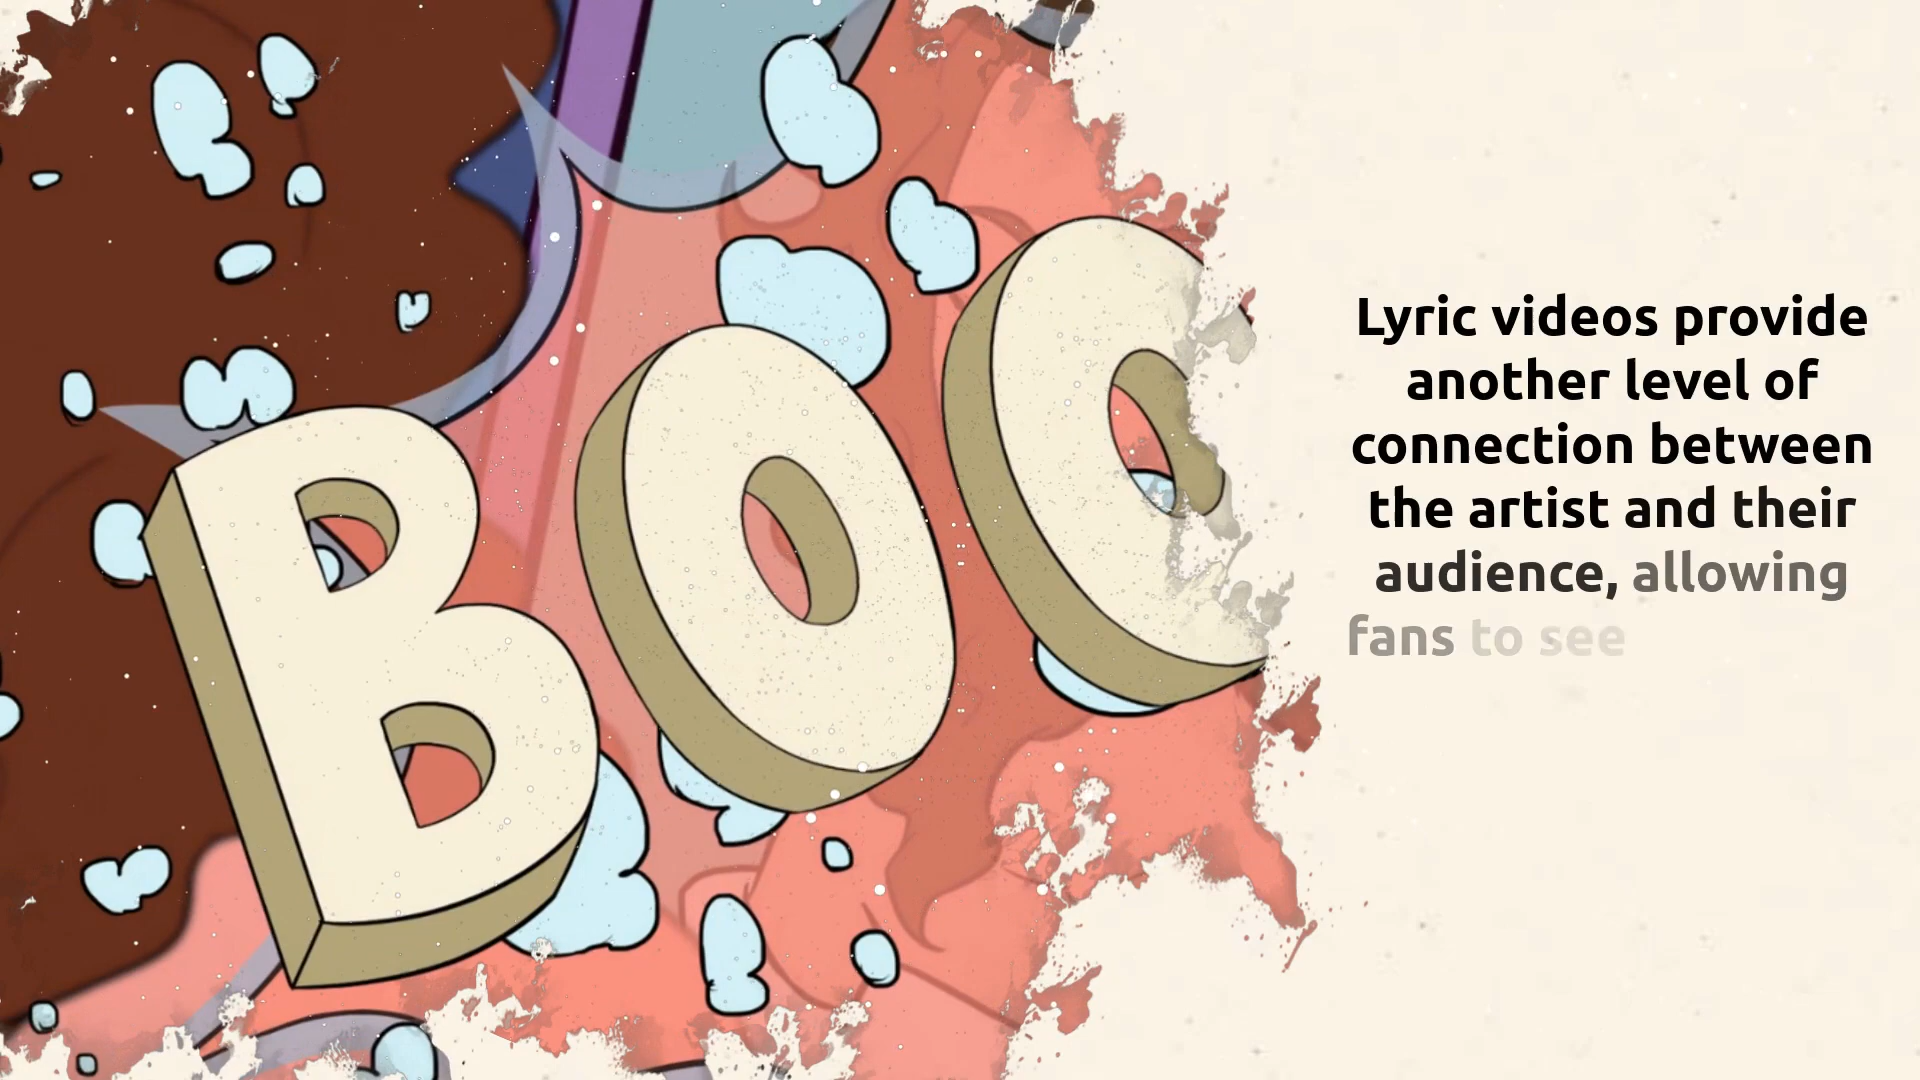 BOO
Lyric videos provide
another level of
connection between
the artist and their
audience, allowing
fans to see